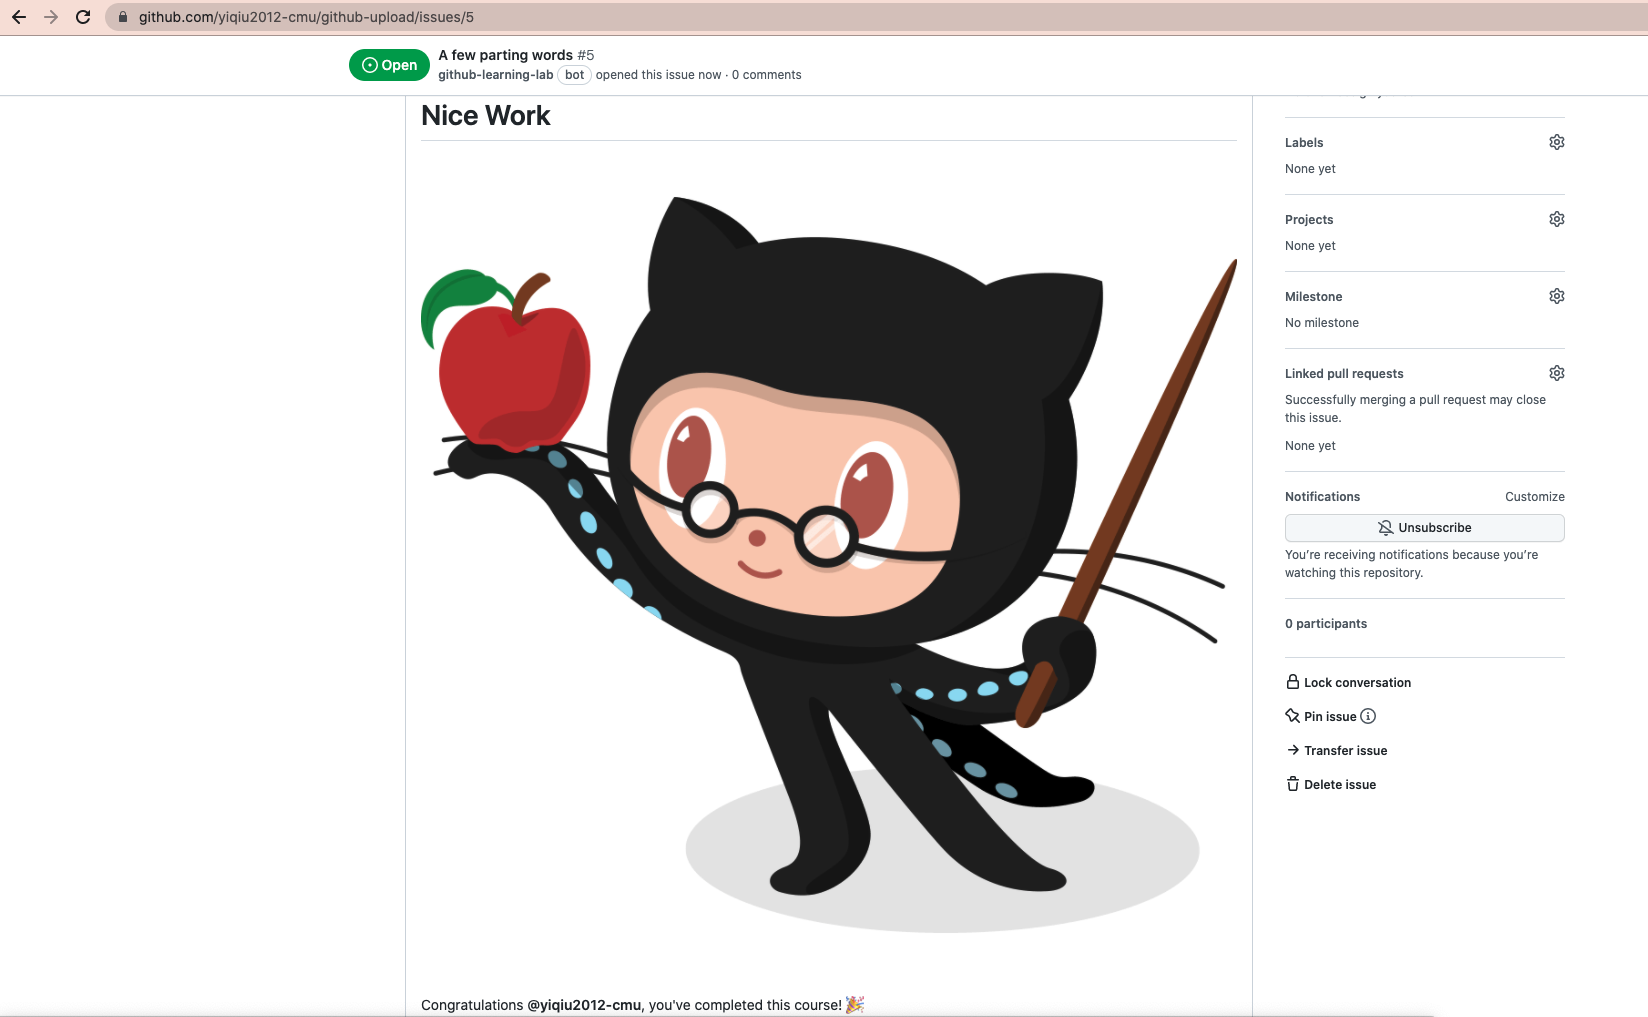 github.com/yiqiu2012-cmu/github-upload/issues/5
Open
A few parting words #5
github-learning-lab bot opened this issue now · 0 comments
Nice Work
Congratulations @yiqiu2012-cmu, you've completed this course! 🎉
Labels
None yet
Projects
None yet
Milestone
No milestone
Linked pull requests
Successfully merging a pull request may close
this issue.
None yet
Notifications Customize
Unsubscribe
You’re receiving notifications because you’re
watching this repository.
0 participants
Lock conversation
Pin issue
Transfer issue
Delete issue